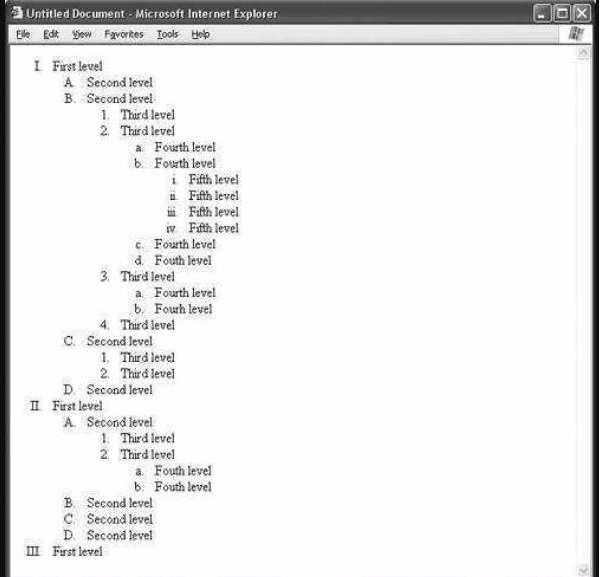 Untitled Document - Microsoft Internet Explorer
File Edit View Favorites Tools Help
I. First level
A. Second level
B. Second level
1. Third level
2. Third level
a. Fourth level
b. Fourth level
i. Fifth level
ii. Fifth level
iii. Fifth level
iv. Fifth level
c. Fourth level
d. Fouth level
3. Third level
a. Fourth level
b. Fourh level
4. Third level
C. Second level
1. Third level
2. Third level
D. Second level
II. First level
A. Second level
1. Third level
2. Third level
a. Fouth level
b. Fouth level
B. Second level
C. Second level
D. Second level
III. First level